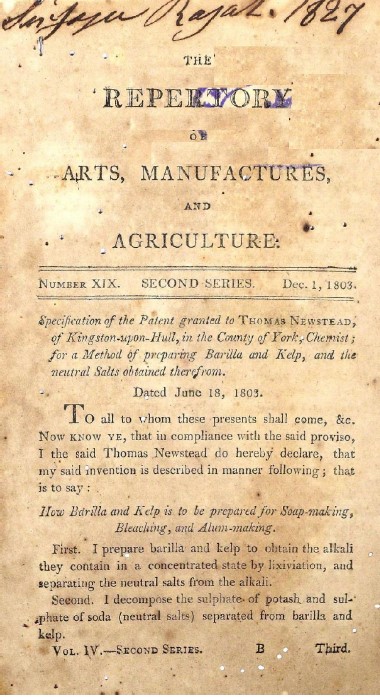 Rajah. 1827
THE
REPERTORY
OF
ARTS, MANUFACTURES,
AND
AGRICULTURE.
NUMBER XIX. SECOND SERIES. Dec. 1, 1803.
Specification of the Patent granted to THOMAS NEWSTEAD,
of Kingston-upon-Hull, in the County of York, Chemist;
for a Method of preparing Barilla and Kelp, and the
neutral Salts obtained therefrom.
Dated June 18, 1803.
To all to whom these presents shall come, &c.
NOW KNOW YE, that in compliance with the said proviso,
I the said Thomas Newstead do hereby declare, that
my said invention is described in manner following; that
is to say:
How Barilla and Kelp is to be prepared for Soap-making,
Bleaching, and Alum-making.
First. I prepare barilla and kelp to obtain the alkali
they contain in a concentrated state by lixiviation, and
separating the neutral salts from the alkali.
Second. I decompose the sulphate of potash and sul-
phate of soda (neutral salts) separated from barilla and
kelp.
VOL. IV.—SECOND SERIES. B Third.